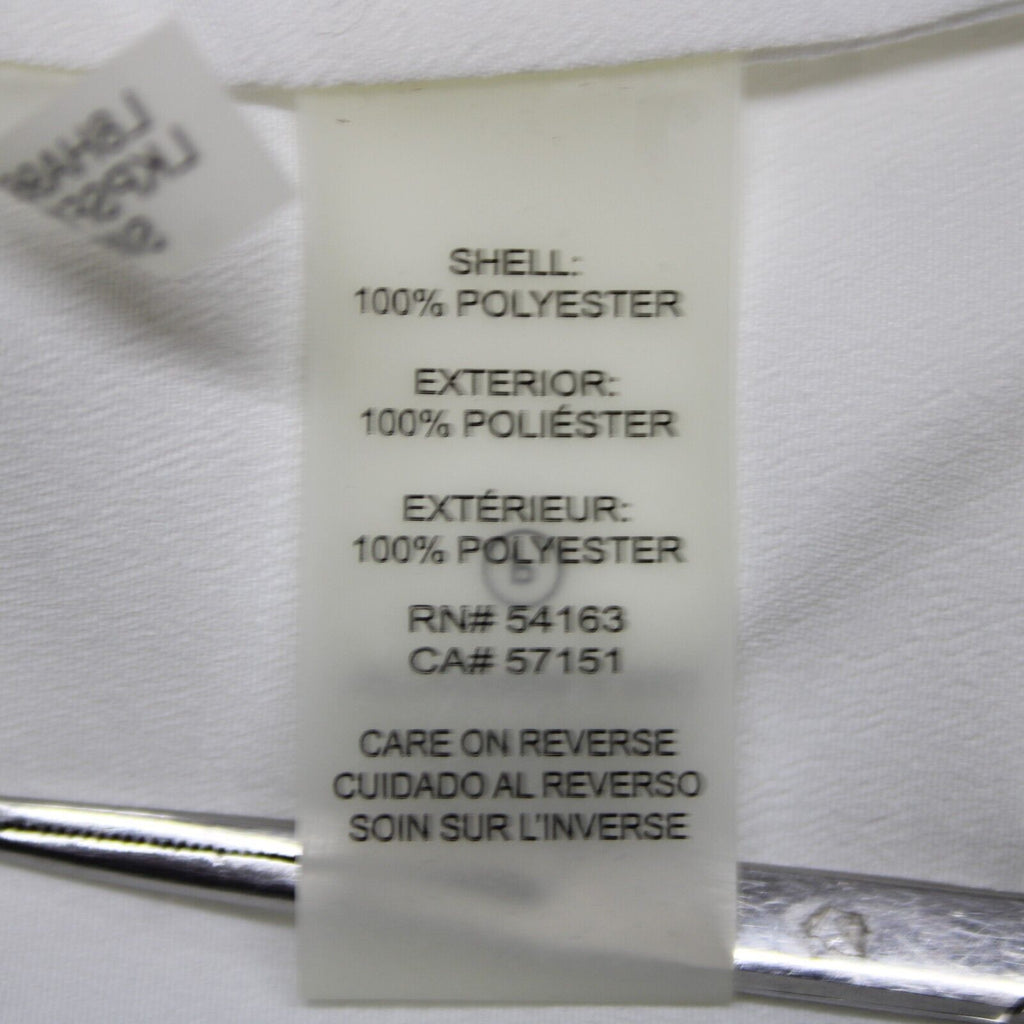 SHELL:
100% POLYESTER
EXTERIOR:
100% POLIÉSTER
EXTÉRIEUR:
100% POLYESTER
B
RN# 54163
CA# 57151
CARE ON REVERSE
CUIDADO AL REVERSO
SOIN SUR L'INVERSE